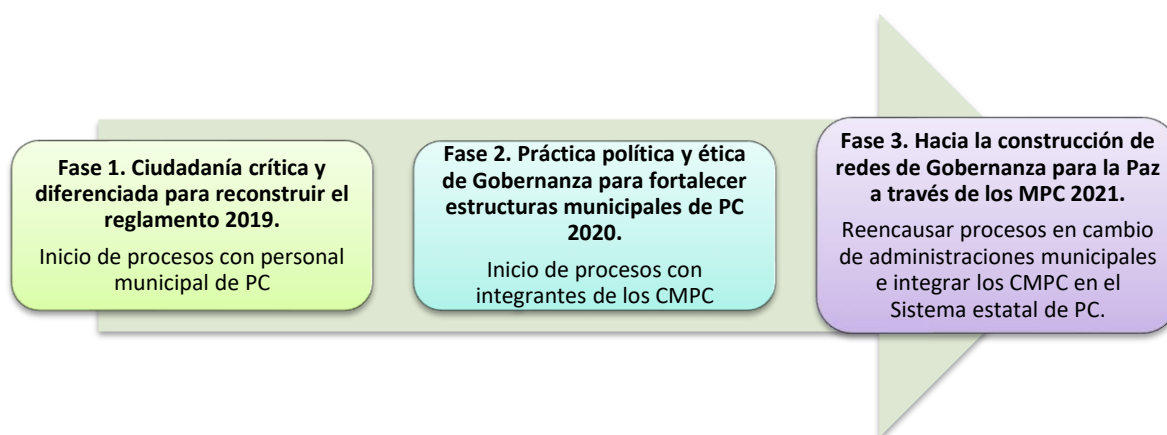 Fase 1. Ciudadanía crítica y
diferenciada para reconstruir el
reglamento 2019.
Inicio de procesos con personal
municipal de PC
Fase 2. Práctica política y ética
de Gobernanza para fortalecer
estructuras municipales de PC
2020.
Inicio de procesos con
integrantes de los CMPC
Fase 3. Hacia la construcción de
redes de Gobernanza para la Paz
a través de los MPC 2021.
Reencausar procesos en cambio
de administraciones municipales
e integrar los CMPC en el
Sistema estatal de PC.